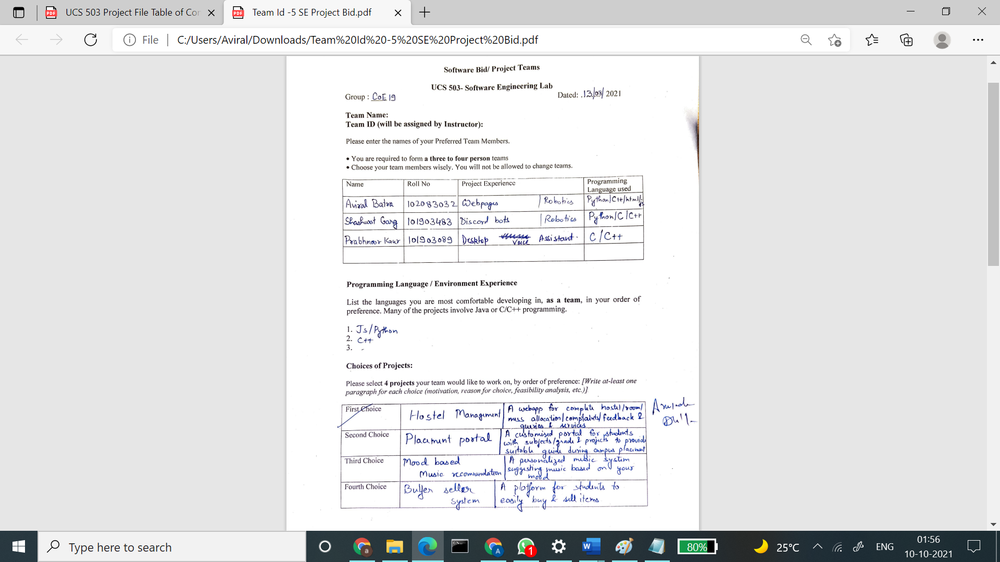 UCS 503 Project File Table of Cor
Team Id -5 SE Project Bid.pdf
File
C:/Users/Aviral/Downloads/Team%20Id%20-5%20SE%20Project%20Bid.pdf
Software Bid/ Project Teams
UCS 503- Software Engineering Lab
Group : CoE 19
Dated: .13/08/ 2021
Team Name:
Team ID (will be assigned by Instructor):
Please enter the names of your Preferred Team Members.
• You are required to form a three to four person teams
• Choose your team members wisely. You will not be allowed to change teams.
Name Roll No Project Experience Programming Language used
Aviral Batra 102083032 Webpages | Robotics Python/C++/html/js
Shashwat Garg 101903483 Discord bots | Robotics Python/C/C++
Prabhnoor Kaur 101903089 Desktop Voice Assistant. C/C++
Programming Language / Environment Experience
List the languages you are most comfortable developing in, as a team, in your order of
preference. Many of the projects involve Java or C/C++ programming.
1. Js/Python
2. C++
3. -
Choices of Projects:
Please select 4 projects your team would like to work on, by order of preference: [Write at-least one
paragraph for each choice (motivation, reason for choice, feasibility analysis, etc.)]
First Choice
Hostel Management
A webapp for complete hostel/room/
mess allocation/complaints/feedback &
queries & services
Second Choice
Placement portal
A customised portal for students
with subjects/grade & projects to provide
suitable guide during campus placement
Third Choice
Mood based
Music recommendation
A personalized music system
suggesting music based on your
mood
Fourth Choice
Buyer seller
system
A platform for students to
easily buy & sell items
Type here to search
1
80%
25°C
ENG
01:56
10-10-2021